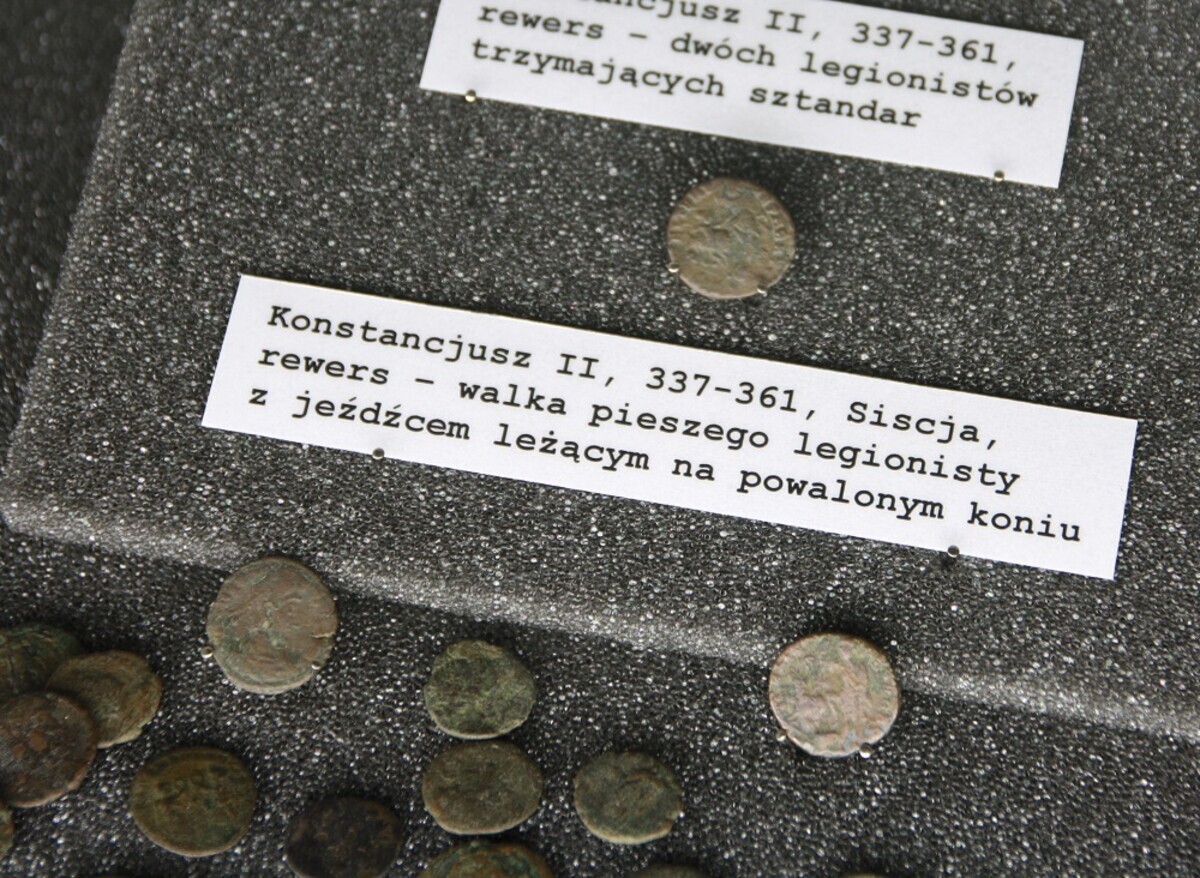 II, 337-361,
rewers - dwóch legionistów
trzymających sztandar
Konstancjusz II, 337-361, Siscja,
rewers - walka pieszego legionisty
z jeźdźcem leżącym na powalonym koniu